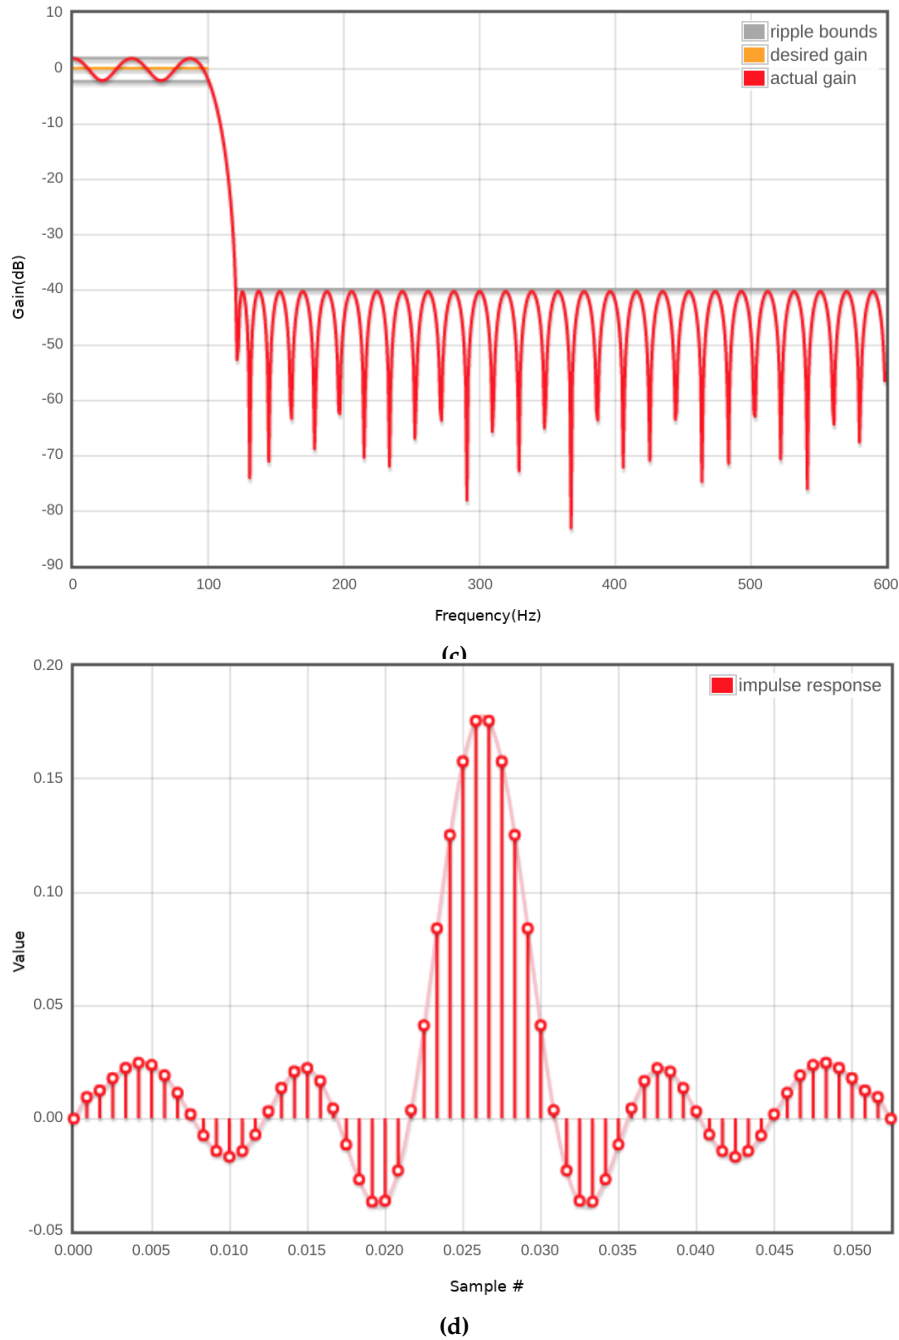 10
0
-10
-20
-30
-40
-50
-60
-70
-80
-90
Gain(dB)
ripple bounds
desired gain
actual gain
0 100 200 300 400 500 600
Frequency(Hz)
(c)
0.20
0.15
0.10
0.05
0.00
-0.05
Value
impulse response
0.000 0.005 0.010 0.015 0.020 0.025 0.030 0.035 0.040 0.045 0.050
Sample #
(d)